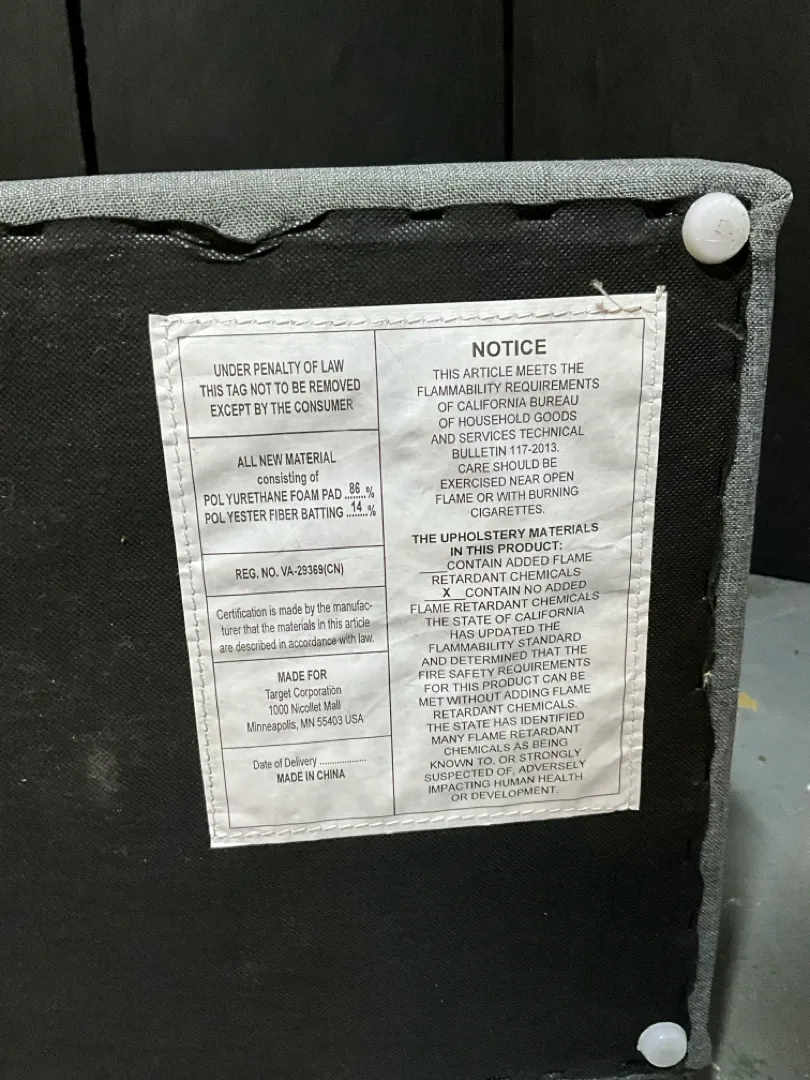 UNDER PENALTY OF LAW
THIS TAG NOT TO BE REMOVED
EXCEPT BY THE CONSUMER
ALL NEW MATERIAL
consisting of
POLYURETHANE FOAM PAD ..86..%
POLYESTER FIBER BATTING ..14..%
REG. NO. VA-29369(CN)
Certification is made by the manufac-
turer that the materials in this article
are described in accordance with law.
MADE FOR
Target Corporation
1000 Nicollet Mall
Minneapolis, MN 55403 USA
Date of Delivery ...................
MADE IN CHINA
NOTICE
THIS ARTICLE MEETS THE
FLAMMABILITY REQUIREMENTS
OF CALIFORNIA BUREAU
OF HOUSEHOLD GOODS
AND SERVICES TECHNICAL
BULLETIN 117-2013.
CARE SHOULD BE
EXERCISED NEAR OPEN
FLAME OR WITH BURNING
CIGARETTES.
THE UPHOLSTERY MATERIALS
IN THIS PRODUCT:
____CONTAIN ADDED FLAME
RETARDANT CHEMICALS
__X__CONTAIN NO ADDED
FLAME RETARDANT CHEMICALS
THE STATE OF CALIFORNIA
HAS UPDATED THE
FLAMMABILITY STANDARD
AND DETERMINED THAT THE
FIRE SAFETY REQUIREMENTS
FOR THIS PRODUCT CAN BE
MET WITHOUT ADDING FLAME
RETARDANT CHEMICALS.
THE STATE HAS IDENTIFIED
MANY FLAME RETARDANT
CHEMICALS AS BEING
KNOWN TO, OR STRONGLY
SUSPECTED OF, ADVERSELY
IMPACTING HUMAN HEALTH
OR DEVELOPMENT.